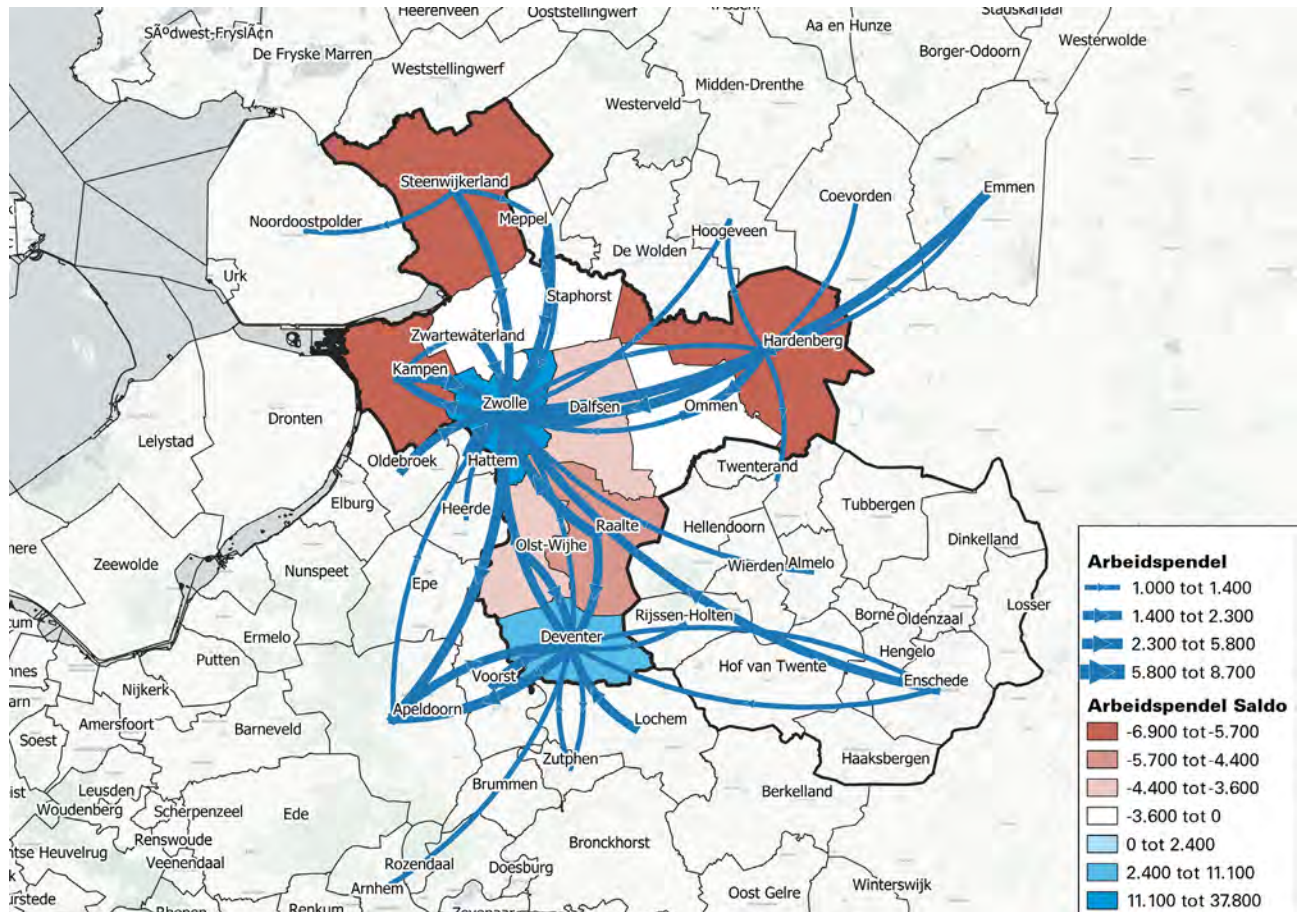 Heerenveen
Ooststellingwerf
Aa en Hunze
Stadskanaal
Westerwolde
SÃºdwest-FryslÃ¢n
De Fryske Marren
Borger-Odoorn
Weststellingwerf
Midden-Drenthe
Westerveld
Steenwijkerland
Coevorden
Emmen
Noordoostpolder
Meppel
Hoogeveen
De Wolden
Urk
Staphorst
Zwartewaterland
Hardenberg
Kampen
Zwolle
Dalfsen
Ommen
Dronten
Lelystad
Oldebroek
Hattem
Twenterand
Elburg
Heerde
Tubbergen
Raalte
Hellendoorn
Olst-Wijhe
Dinkelland
Zeewolde
Nunspeet
Epe
Wierden
Almelo
Losser
Rijssen-Holten
Borne
Oldenzaal
Ermelo
Deventer
Hengelo
Putten
Hof van Twente
Voorst
Enschede
Nijkerk
Apeldoorn
Lochem
Amersfoort
Barneveld
Soest
Zutphen
Haaksbergen
Brummen
Leusden
Berkelland
Woudenberg
Scherpenzeel
Ede
Renswoude
Bronckhorst
Veenendaal
Rozendaal
Doesburg
Arnhem
Oost Gelre
Winterswijk
Renkum
Arbeidspendel
1.000 tot 1.400
1.400 tot 2.300
2.300 tot 5.800
5.800 tot 8.700
Arbeidspendel Saldo
-6.900 tot -5.700
-5.700 tot -4.400
-4.400 tot -3.600
-3.600 tot 0
0 tot 2.400
2.400 tot 11.100
11.100 tot 37.800